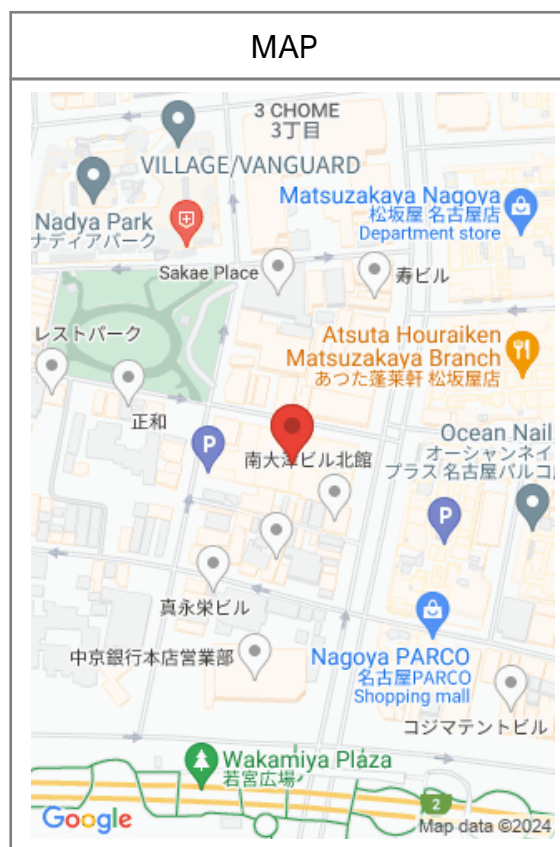 MAP
3 CHOME
3丁目
VILLAGE/VANGUARD
Matsuzakaya Nagoya
松坂屋 名古屋店
Department store
Nadya Park
ナディアパーク
Sakae Place
寿ビル
レストパーク
Atsuta Houraiken
Matsuzakaya Branch
あつた蓬莱軒 松坂屋店
正和
Ocean Nail
オーシャンネイ
プラス 名古屋パルコ
P
南大津ビル北館
P
真永栄ビル
中京銀行本店営業部
Nagoya PARCO
名古屋PARCO
Shopping mall
コジマテントビル
Wakamiya Plaza
若宮広場
2
Google
Map data ©2024